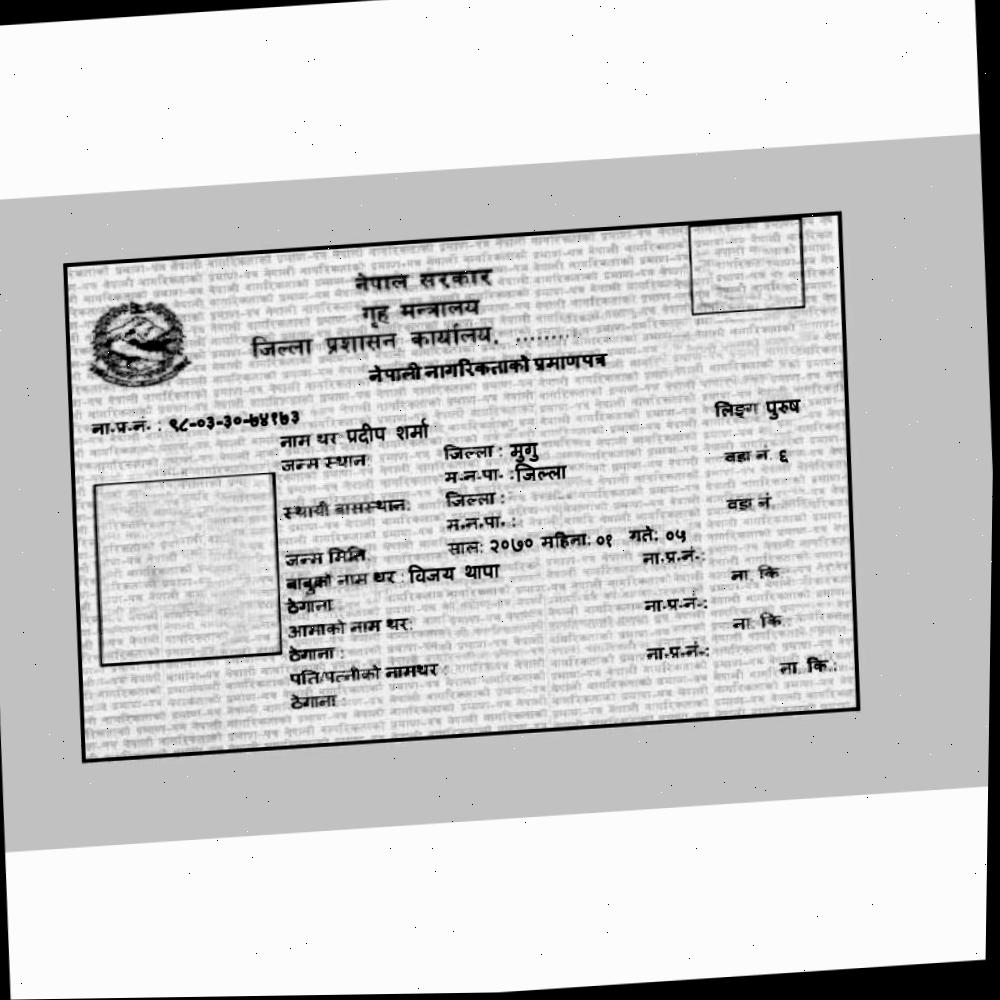 नेपाल सरकार
गृह मन्त्रालय
जिल्ला प्रशासन कार्यालय, ..........
नेपाली नागरिकताको प्रमाणपत्र
ना.प्र.नं. : ९८-०३-३०-७४१७३ लिङ्ग पुरुष
नाम थर प्रदीप शर्मा
जन्म स्थान: जिल्ला : मुगु वडा नं. ६
म.न.पा. :जिल्ला
स्थायी बासस्थान: जिल्ला : वडा नं.
म.न.पा. :
जन्म मिति: साल: २०७० महिना: ०१ गते: ०५
बाबुको नाम थर : विजय थापा ना.प्र.नं.:
ठेगाना ना. कि.
आमाको नाम थर: ना.प्र.नं.:
ठेगाना : ना. कि.:
पति/पत्नीको नामथर : ना.प्र.नं.:
ठेगाना : ना. कि.: